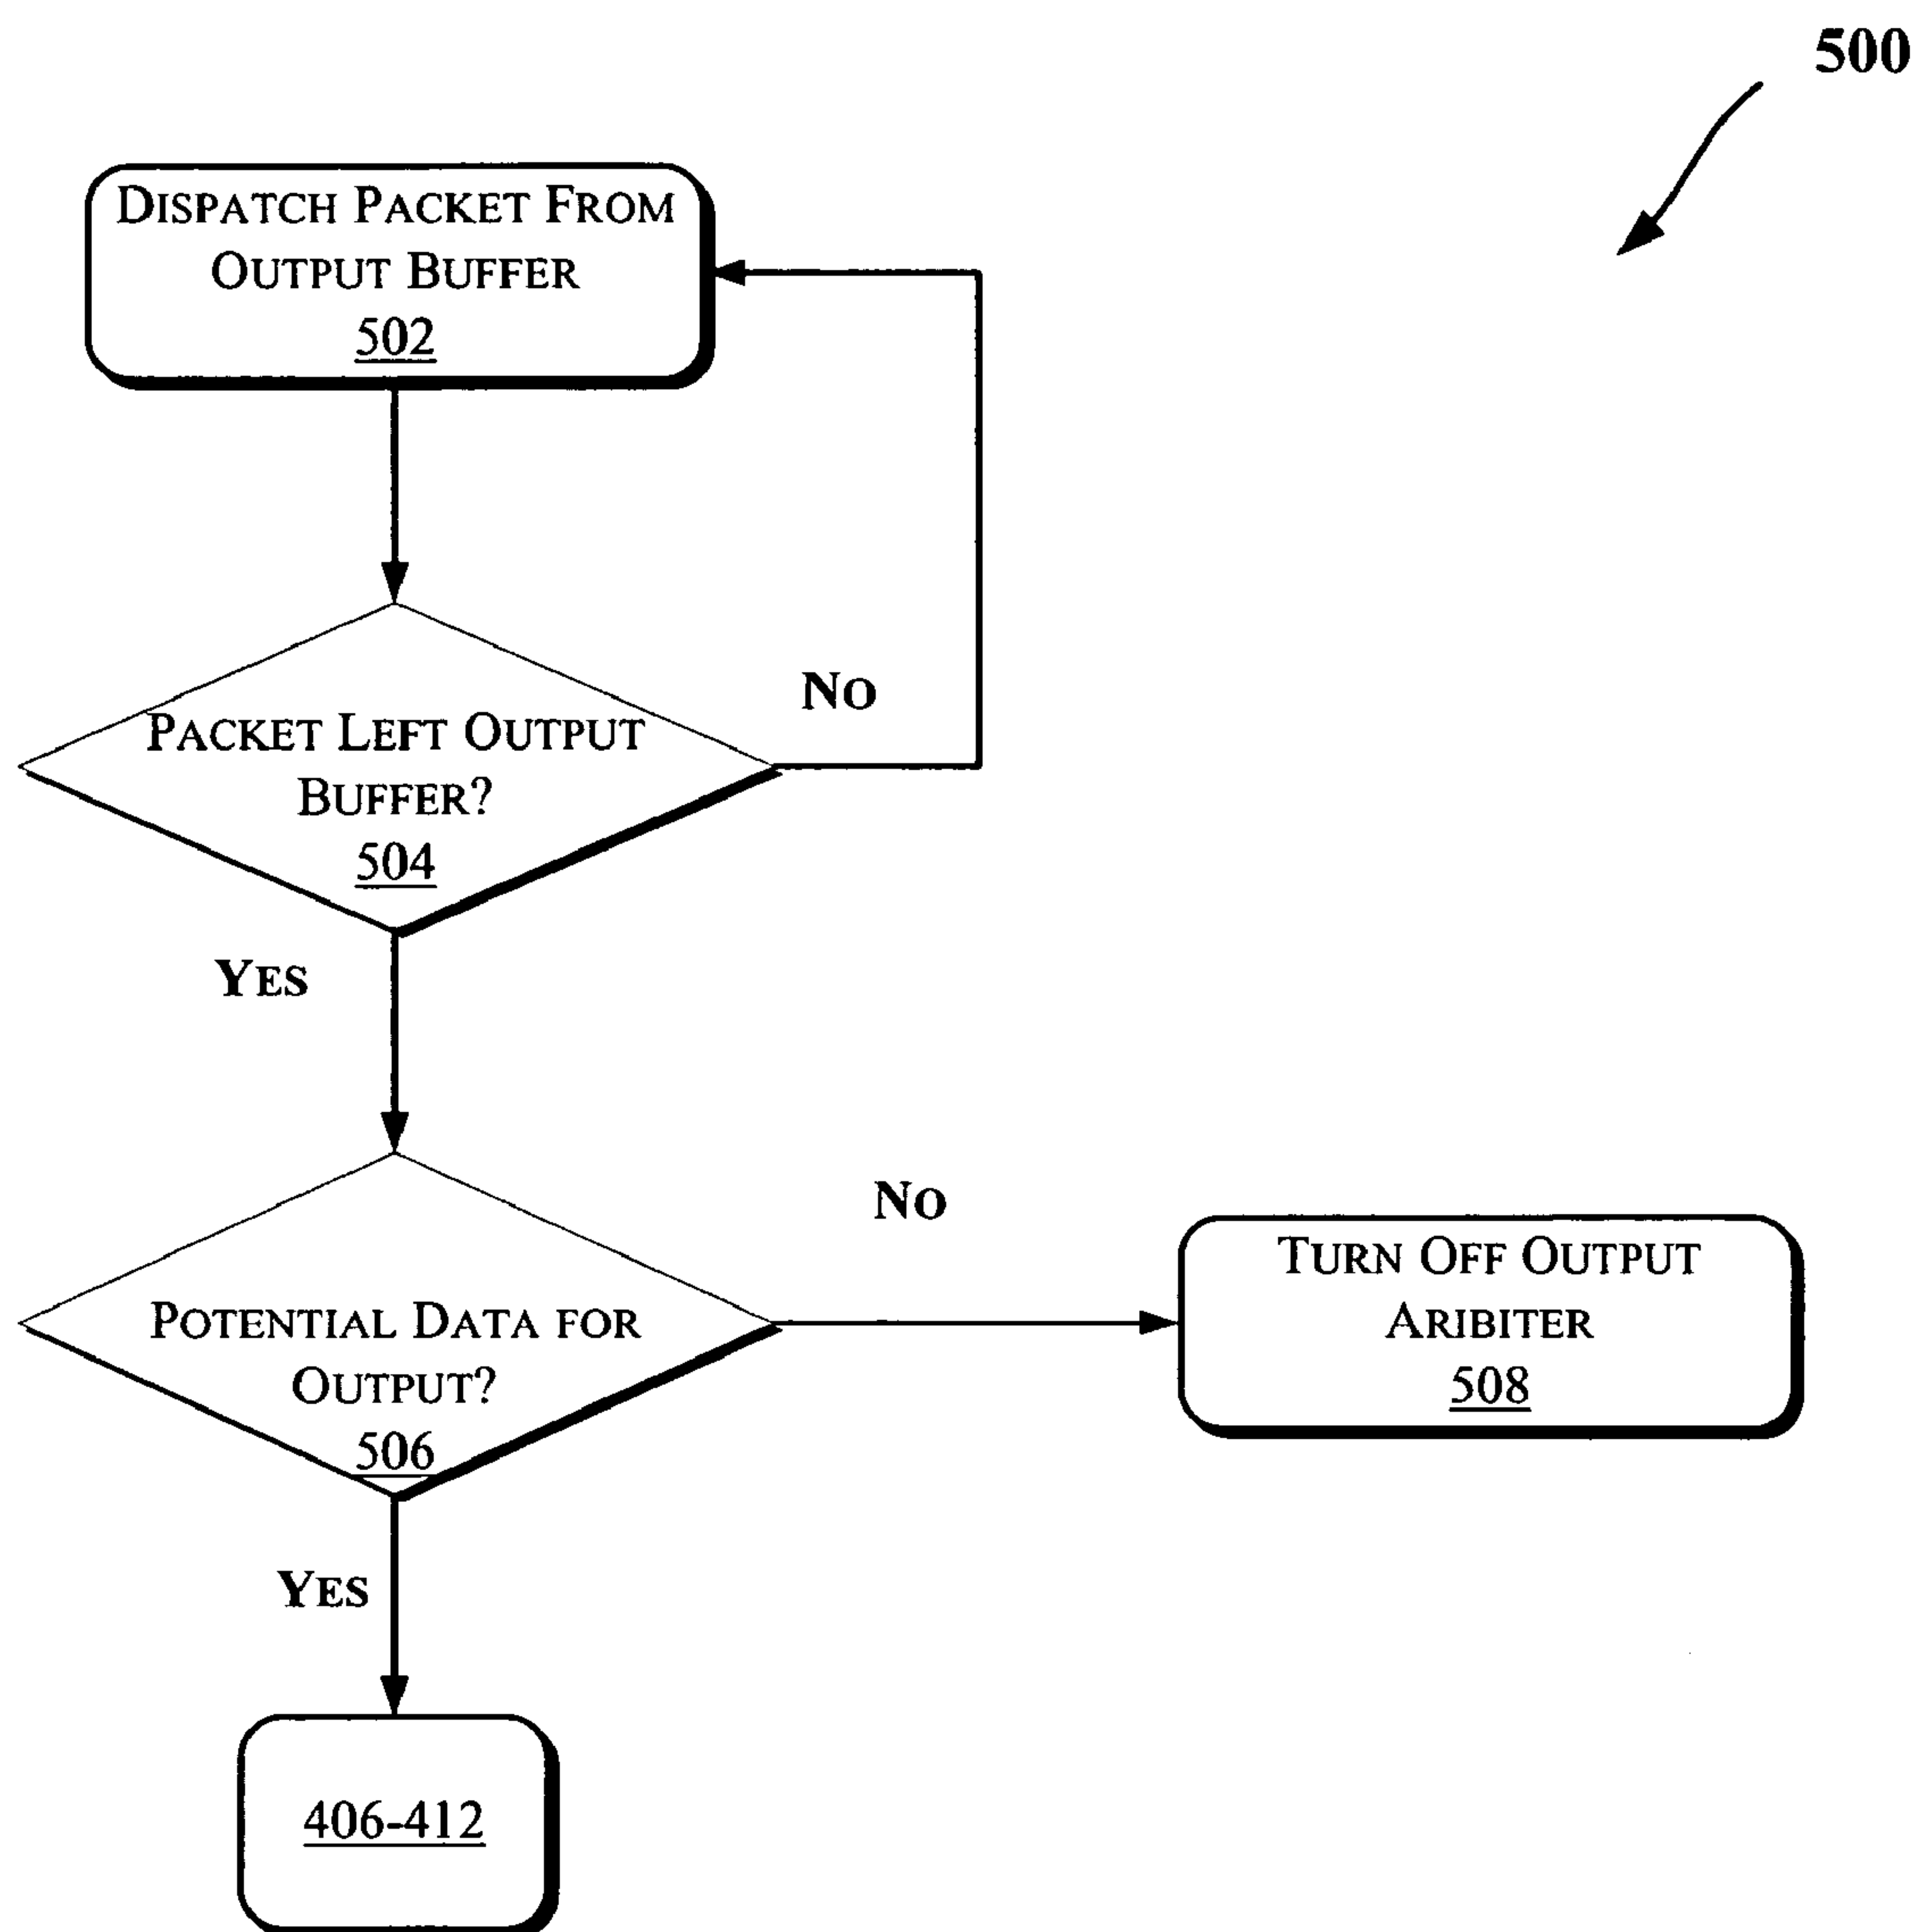 500
DISPATCH PACKET FROM
OUTPUT BUFFER
502
NO
PACKET LEFT OUTPUT
BUFFER?
504
YES
NO
POTENTIAL DATA FOR
OUTPUT?
506
TURN OFF OUTPUT
ARIBITER
508
YES
406-412